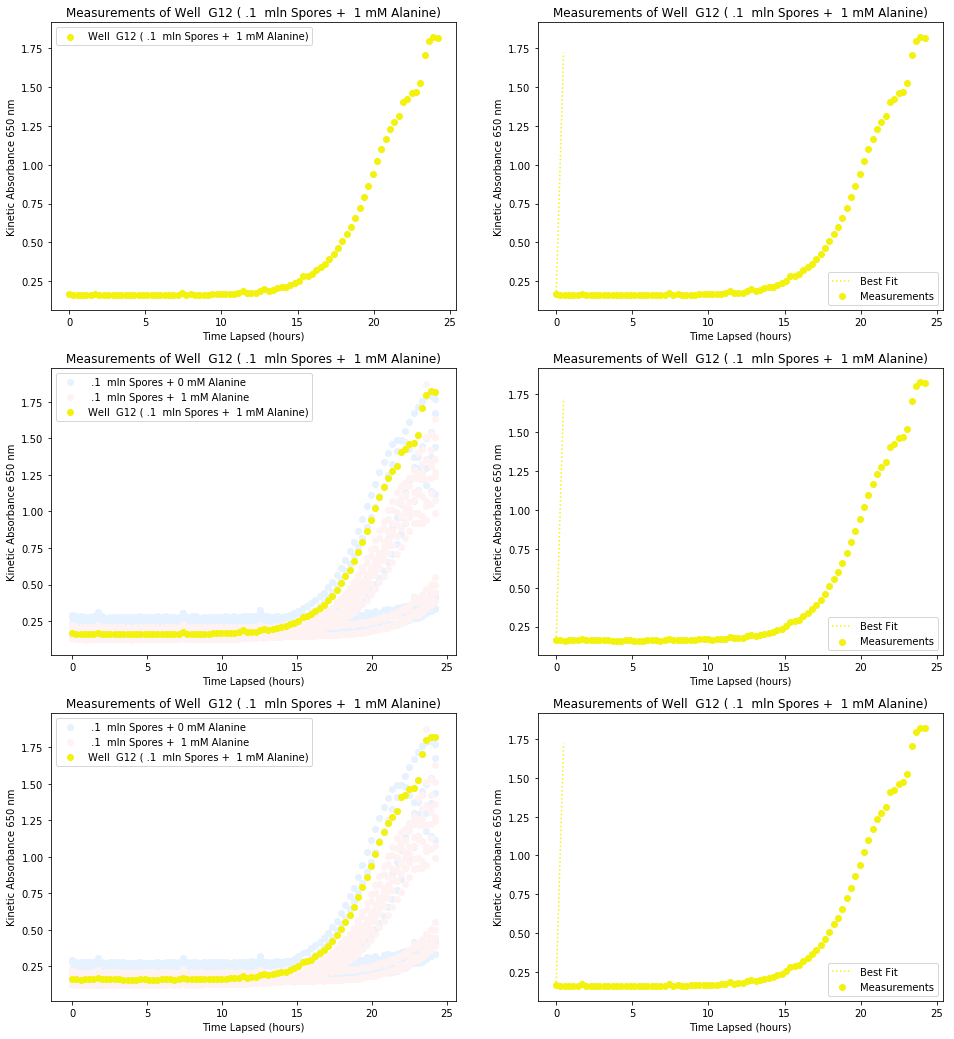 Measurements of Well  G12 ( .1  mln Spores +  1 mM Alanine)
Well  G12 ( .1  mln Spores +  1 mM Alanine)
Kinetic Absorbance 650 nm
1.75
1.50
1.25
1.00
0.75
0.50
0.25
0 5 10 15 20 25
Time Lapsed (hours)
Measurements of Well  G12 ( .1  mln Spores +  1 mM Alanine)
Kinetic Absorbance 650 nm
1.75
1.50
1.25
1.00
0.75
0.50
0.25
Best Fit
Measurements
0 5 10 15 20 25
Time Lapsed (hours)
Measurements of Well  G12 ( .1  mln Spores +  1 mM Alanine)
.1  mln Spores + 0 mM Alanine
.1  mln Spores +  1 mM Alanine
Well  G12 ( .1  mln Spores +  1 mM Alanine)
Kinetic Absorbance 650 nm
1.75
1.50
1.25
1.00
0.75
0.50
0.25
0 5 10 15 20 25
Time Lapsed (hours)
Measurements of Well  G12 ( .1  mln Spores +  1 mM Alanine)
Kinetic Absorbance 650 nm
1.75
1.50
1.25
1.00
0.75
0.50
0.25
Best Fit
Measurements
0 5 10 15 20 25
Time Lapsed (hours)
Measurements of Well  G12 ( .1  mln Spores +  1 mM Alanine)
.1  mln Spores + 0 mM Alanine
.1  mln Spores +  1 mM Alanine
Well  G12 ( .1  mln Spores +  1 mM Alanine)
Kinetic Absorbance 650 nm
1.75
1.50
1.25
1.00
0.75
0.50
0.25
0 5 10 15 20 25
Time Lapsed (hours)
Measurements of Well  G12 ( .1  mln Spores +  1 mM Alanine)
Kinetic Absorbance 650 nm
1.75
1.50
1.25
1.00
0.75
0.50
0.25
Best Fit
Measurements
0 5 10 15 20 25
Time Lapsed (hours)